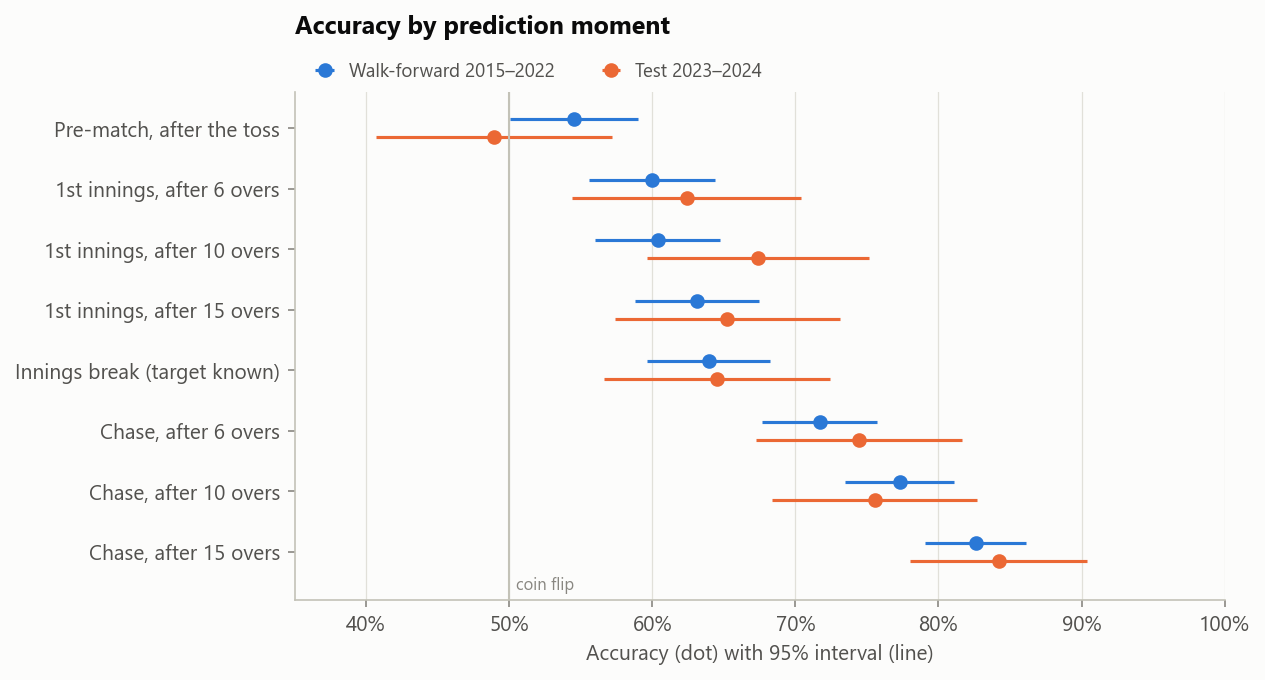 Accuracy by prediction moment
Walk-forward 2015–2022
Test 2023–2024
Pre-match, after the toss
1st innings, after 6 overs
1st innings, after 10 overs
1st innings, after 15 overs
Innings break (target known)
Chase, after 6 overs
Chase, after 10 overs
Chase, after 15 overs
coin flip
40% 50% 60% 70% 80% 90% 100%
Accuracy (dot) with 95% interval (line)